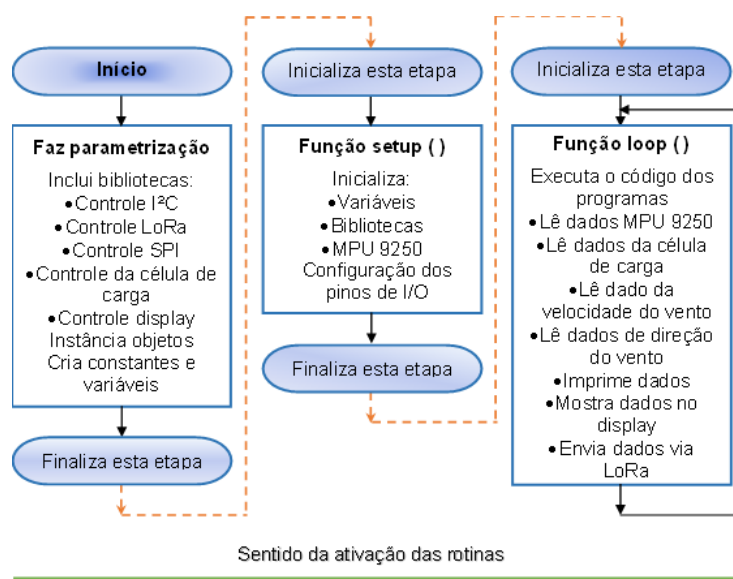 Início
Faz parametrização
Inclui bibliotecas:
•Controle I²C
•Controle LoRa
•Controle SPI
•Controle da célula de
carga
•Controle display
Instância objetos
Cria constantes e
variáveis
Finaliza esta etapa
Inicializa esta etapa
Função setup ( )
Inicializa:
•Variáveis
•Bibliotecas
•MPU 9250
Configuração dos
pinos de I/O
Finaliza esta etapa
Inicializa esta etapa
Função loop ( )
Executa o código dos
programas
•Lê dados MPU 9250
•Lê dados da célula
de carga
•Lê dado da
velocidade do vento
•Lê dados de direção
do vento
•Imprime dados
•Mostra dados no
display
•Envia dados via
LoRa
Sentido da ativação das rotinas